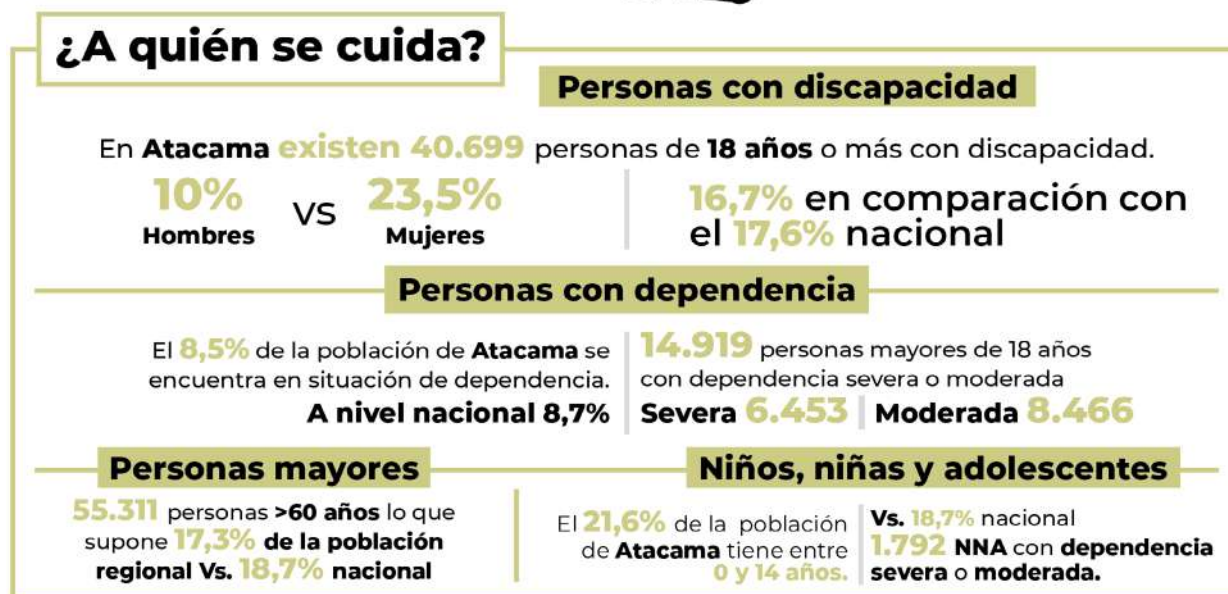 ¿A quién se cuida?
Personas con discapacidad
En Atacama existen 40.699 personas de 18 años o más con discapacidad.
10%
Hombres
vs
23,5%
Mujeres
16,7% en comparación con
el 17,6% nacional
Personas con dependencia
El 8,5% de la población de Atacama se
encuentra en situación de dependencia.
A nivel nacional 8,7%
14.919 personas mayores de 18 años
con dependencia severa o moderada
Severa 6.453 Moderada 8.466
Personas mayores
55.311 personas >60 años lo que
supone 17,3% de la población
regional Vs. 18,7% nacional
Niños, niñas y adolescentes
El 21,6% de la población
de Atacama tiene entre
0 y 14 años.
Vs. 18,7% nacional
1.792 NNA con dependencia
severa o moderada.